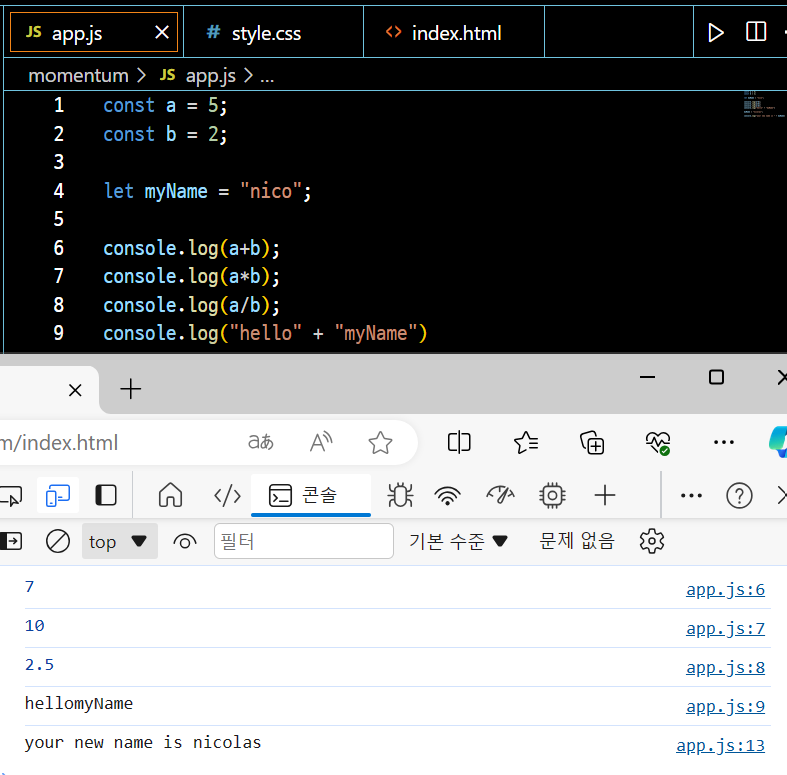 JS app.js
# style.css
<> index.html
momentum > JS app.js > ...
1 const a = 5;
2 const b = 2;
3
4 let myName = "nico";
5
6 console.log(a+b);
7 console.log(a*b);
8 console.log(a/b);
9 console.log("hello" + "myName")
m/index.html
aあ
A
콘솔
top
필터
기본 수준
문제 없음
7 app.js:6
10 app.js:7
2.5 app.js:8
hellomyName app.js:9
your new name is nicolas app.js:13